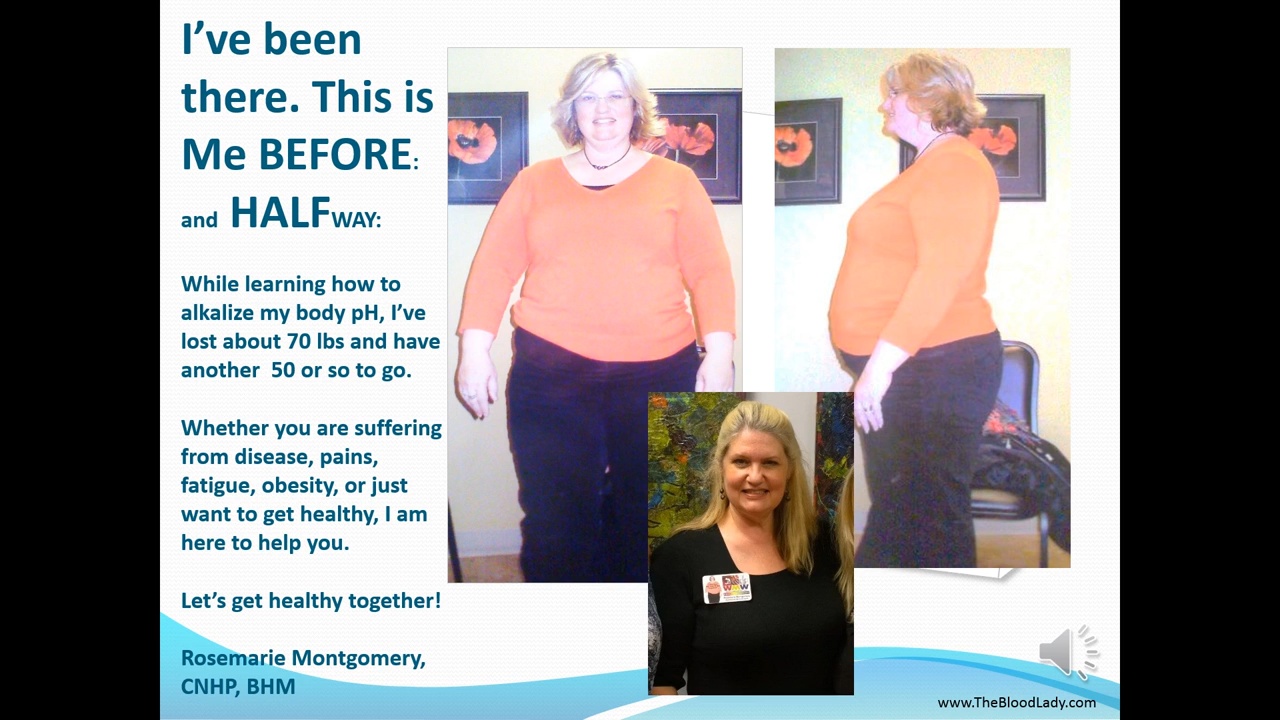 I’ve been
there. This is
Me BEFORE:
and HALFWAY:
While learning how to
alkalize my body pH, I’ve
lost about 70 lbs and have
another 50 or so to go.
Whether you are suffering
from disease, pains,
fatigue, obesity, or just
want to get healthy, I am
here to help you.
Let’s get healthy together!
Rosemarie Montgomery,
CNHP, BHM
www.TheBloodLady.com